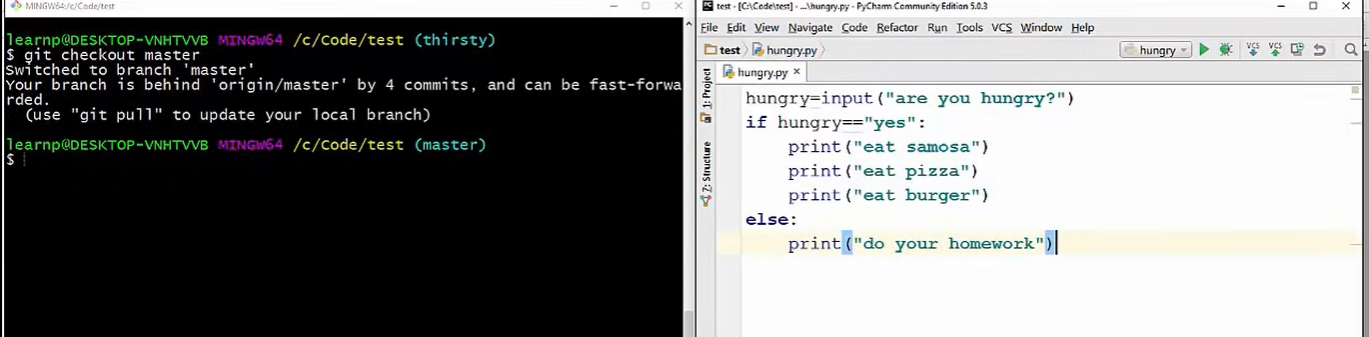 MINGW64:/c/Code/test
learnp@DESKTOP-VNHTVVB MINGW64 /c/Code/test (thirsty)
$ git checkout master
Switched to branch 'master'
Your branch is behind 'origin/master' by 4 commits, and can be fast-forwa
rded.
(use "git pull" to update your local branch)
learnp@DESKTOP-VNHTVVB MINGW64 /c/Code/test (master)
$
test - [C:\Code\test] - ...\hungry.py - PyCharm Community Edition 5.0.3
File Edit View Navigate Code Refactor Run Tools VCS Window Help
test hungry.py hungry VCS VCS
hungry.py
1: Project
7: Structure
hungry=input("are you hungry?")
if hungry=="yes":
print("eat samosa")
print("eat pizza")
print("eat burger")
else:
print("do your homework")